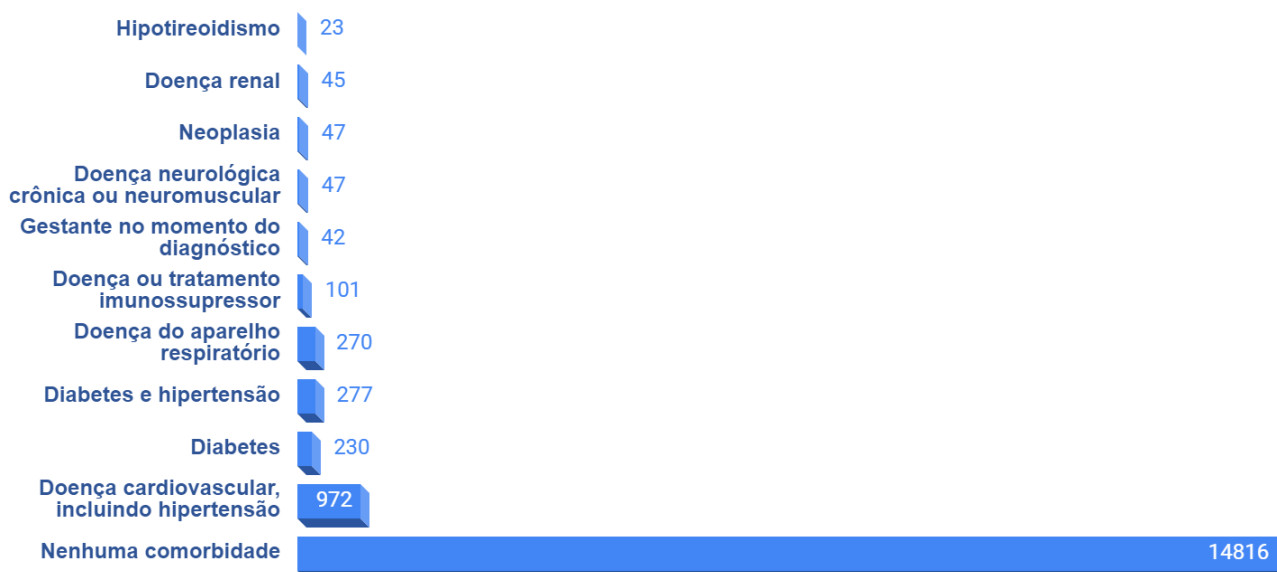 Hipotireoidismo 23
Doença renal 45
Neoplasia 47
Doença neurológica
crônica ou neuromuscular 47
Gestante no momento do
diagnóstico 42
Doença ou tratamento
imunossupressor 101
Doença do aparelho
respiratório 270
Diabetes e hipertensão 277
Diabetes 230
Doença cardiovascular,
incluindo hipertensão 972
Nenhuma comorbidade 14816